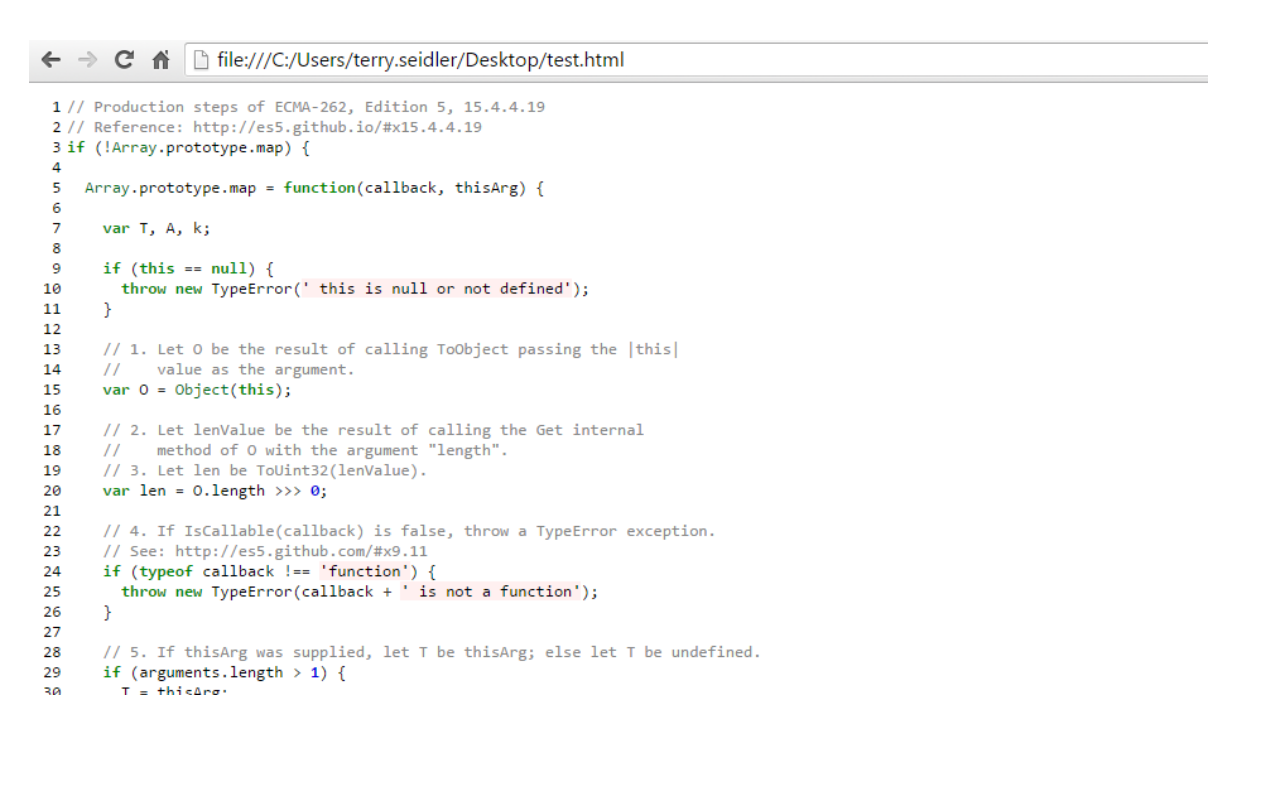 file:///C:/Users/terry.seidler/Desktop/test.html
1 // Production steps of ECMA-262, Edition 5, 15.4.4.19
2 // Reference: http://es5.github.io/#x15.4.4.19
3 if (!Array.prototype.map) {
4
5   Array.prototype.map = function(callback, thisArg) {
6
7     var T, A, k;
8
9     if (this == null) {
10       throw new TypeError(' this is null or not defined');
11     }
12
13     // 1. Let O be the result of calling ToObject passing the |this|
14     //    value as the argument.
15     var O = Object(this);
16
17     // 2. Let lenValue be the result of calling the Get internal
18     //    method of O with the argument "length".
19     // 3. Let len be ToUint32(lenValue).
20     var len = O.length >>> 0;
21
22     // 4. If IsCallable(callback) is false, throw a TypeError exception.
23     // See: http://es5.github.com/#x9.11
24     if (typeof callback !== 'function') {
25       throw new TypeError(callback + ' is not a function');
26     }
27
28     // 5. If thisArg was supplied, let T be thisArg; else let T be undefined.
29     if (arguments.length > 1) {
30       T = thisArg;